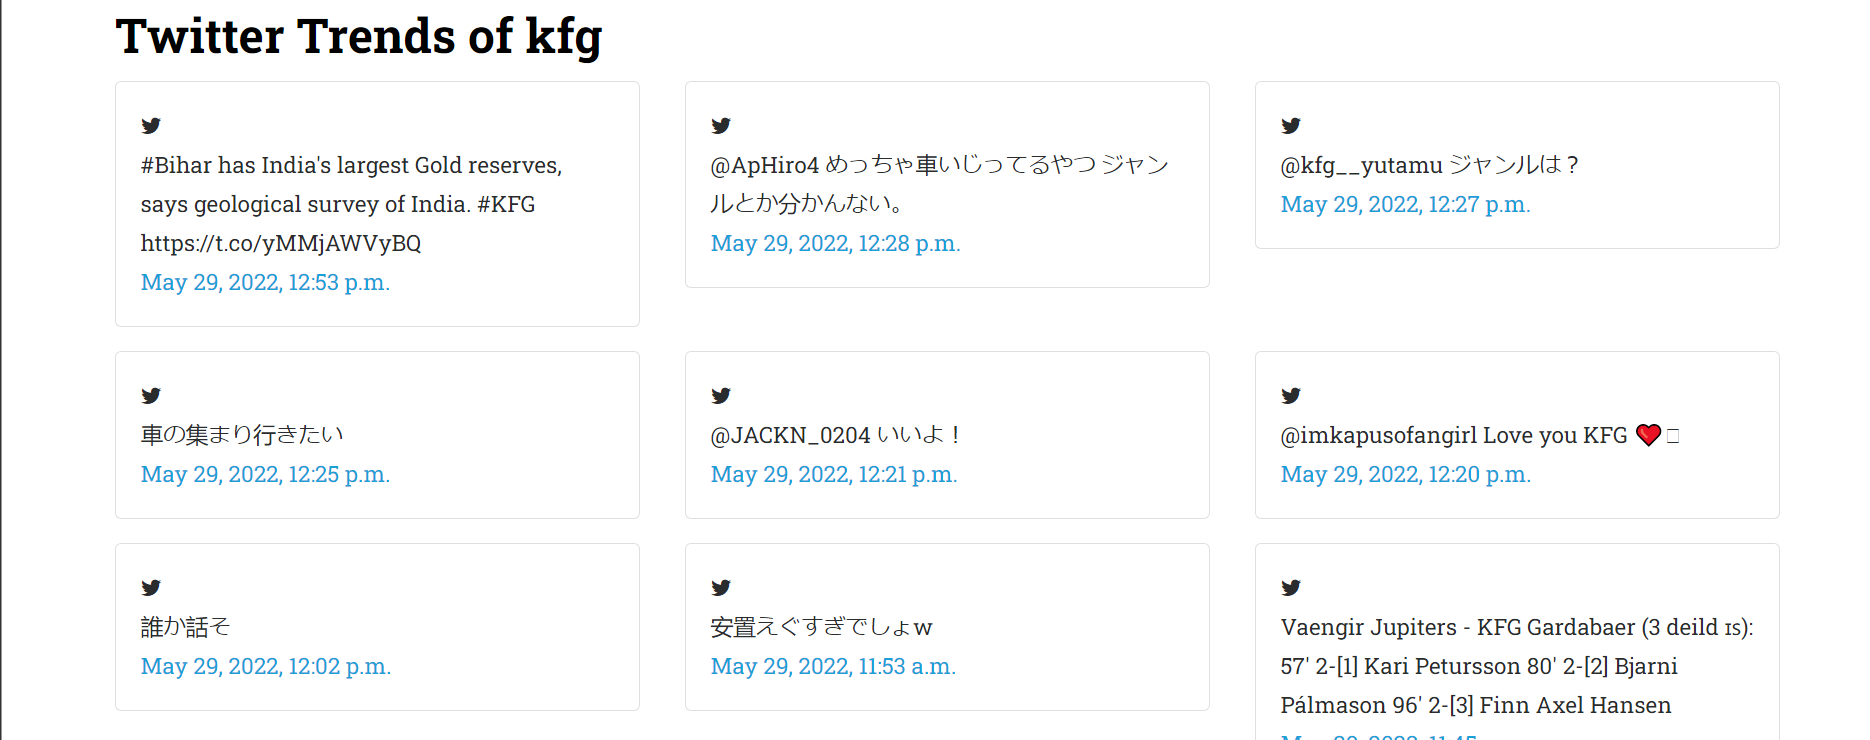 Twitter Trends of kfg
#Bihar has India's largest Gold reserves,
says geological survey of India. #KFG
https://t.co/yMMjAWVyBQ
May 29, 2022, 12:53 p.m.
@ApHiro4 めっちゃ車いじってるやつ ジャン
ルとか分かんない。
May 29, 2022, 12:28 p.m.
@kfg__yutamu ジャンルは？
May 29, 2022, 12:27 p.m.
車の集まり行きたい
May 29, 2022, 12:25 p.m.
@JACKN_0204 いいよ！
May 29, 2022, 12:21 p.m.
@imkapusofangirl Love you KFG ❤️
May 29, 2022, 12:20 p.m.
誰か話そ
May 29, 2022, 12:02 p.m.
安置えぐすぎでしょw
May 29, 2022, 11:53 a.m.
Vaengir Jupiters - KFG Gardabaer (3 deild ɪs):
57' 2-[1] Kari Petursson 80' 2-[2] Bjarni
Pálmason 96' 2-[3] Finn Axel Hansen